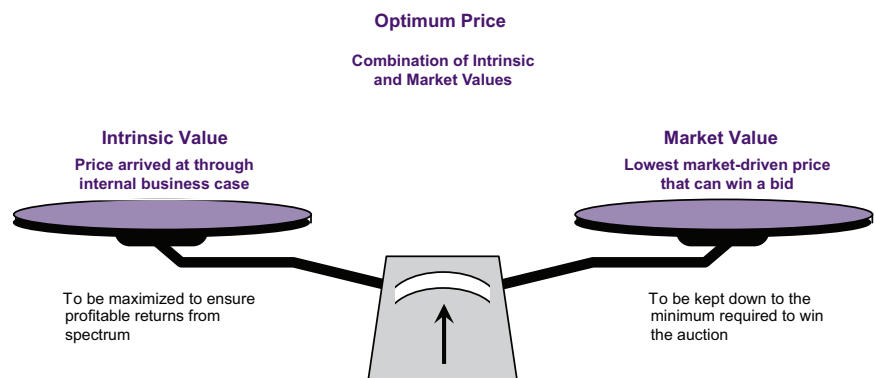 Optimum Price
Combination of Intrinsic
and Market Values
Intrinsic Value
Price arrived at through
internal business case
Market Value
Lowest market-driven price
that can win a bid
To be maximized to ensure
profitable returns from
spectrum
To be kept down to the
minimum required to win
the auction